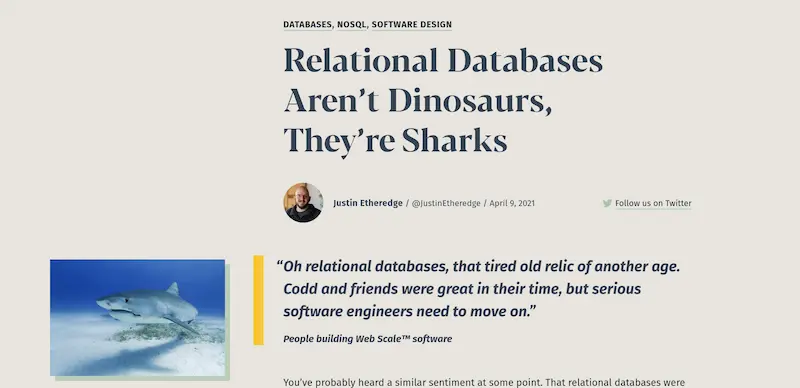 DATABASES, NOSQL, SOFTWARE DESIGN
Relational Databases
Aren’t Dinosaurs,
They’re Sharks
Justin Etheredge / @JustinEtheredge / April 9, 2021
Follow us on Twitter
“Oh relational databases, that tired old relic of another age.
Codd and friends were great in their time, but serious
software engineers need to move on.”
People building Web Scale™ software
You’ve probably heard a similar sentiment at some point. That relational databases were